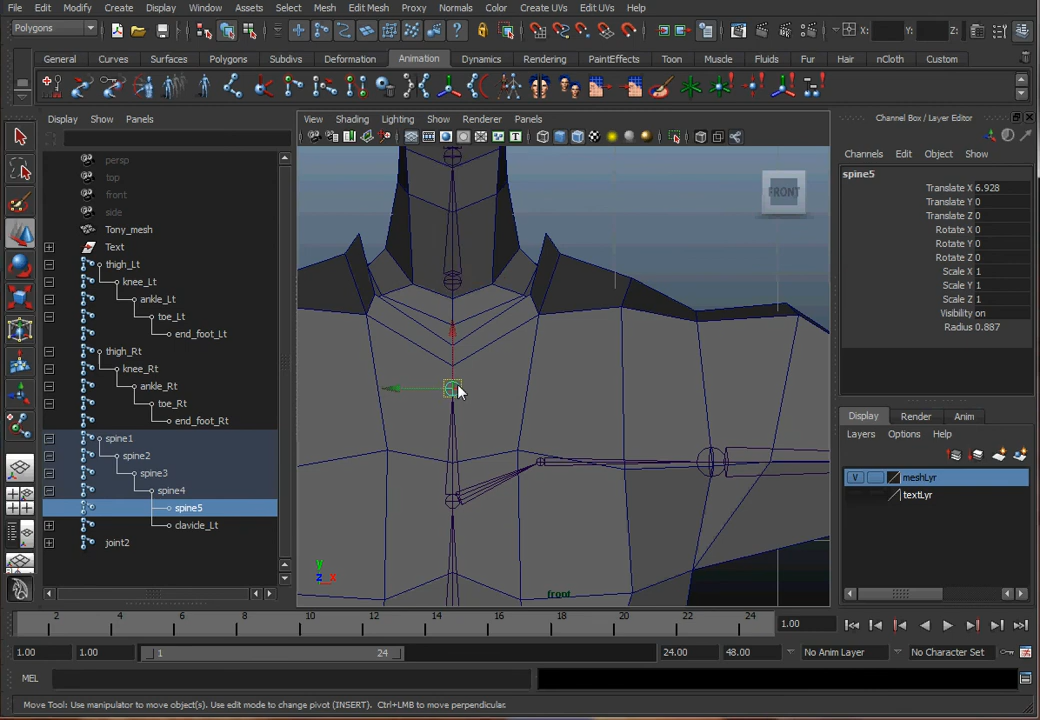 File Edit Modify Create Display Window Assets Select Mesh Edit Mesh Proxy Normals Color Create UVs Edit UVs Help
Polygons X: Y: Z:
General Curves Surfaces Polygons Subdivs Deformation Animation Dynamics Rendering PaintEffects Toon Muscle Fluids Fur Hair nCloth Custom
Display Show Panels
persp
top
front
side
Tony_mesh
Text
thigh_Lt
knee_Lt
ankle_Lt
toe_Lt
end_foot_Lt
thigh_Rt
knee_Rt
ankle_Rt
toe_Rt
end_foot_Rt
spine1
spine2
spine3
spine4
spine5
clavicle_Lt
joint2
View Shading Lighting Show Renderer Panels
FRONT
y
z x
front
Channel Box / Layer Editor
Channels Edit Object Show
spine5
Translate X 6.928
Translate Y 0
Translate Z 0
Rotate X 0
Rotate Y 0
Rotate Z 0
Scale X 1
Scale Y 1
Scale Z 1
Visibility on
Radius 0.887
Display Render Anim
Layers Options Help
V meshLyr
textLyr
2 4 6 8 10 12 14 16 18 20 22 24 1.00
1.00 1.00 1 24 24.00 48.00 No Anim Layer No Character Set
MEL
Move Tool: Use manipulator to move object(s). Use edit mode to change pivot (INSERT). Ctrl+LMB to move perpendicular.